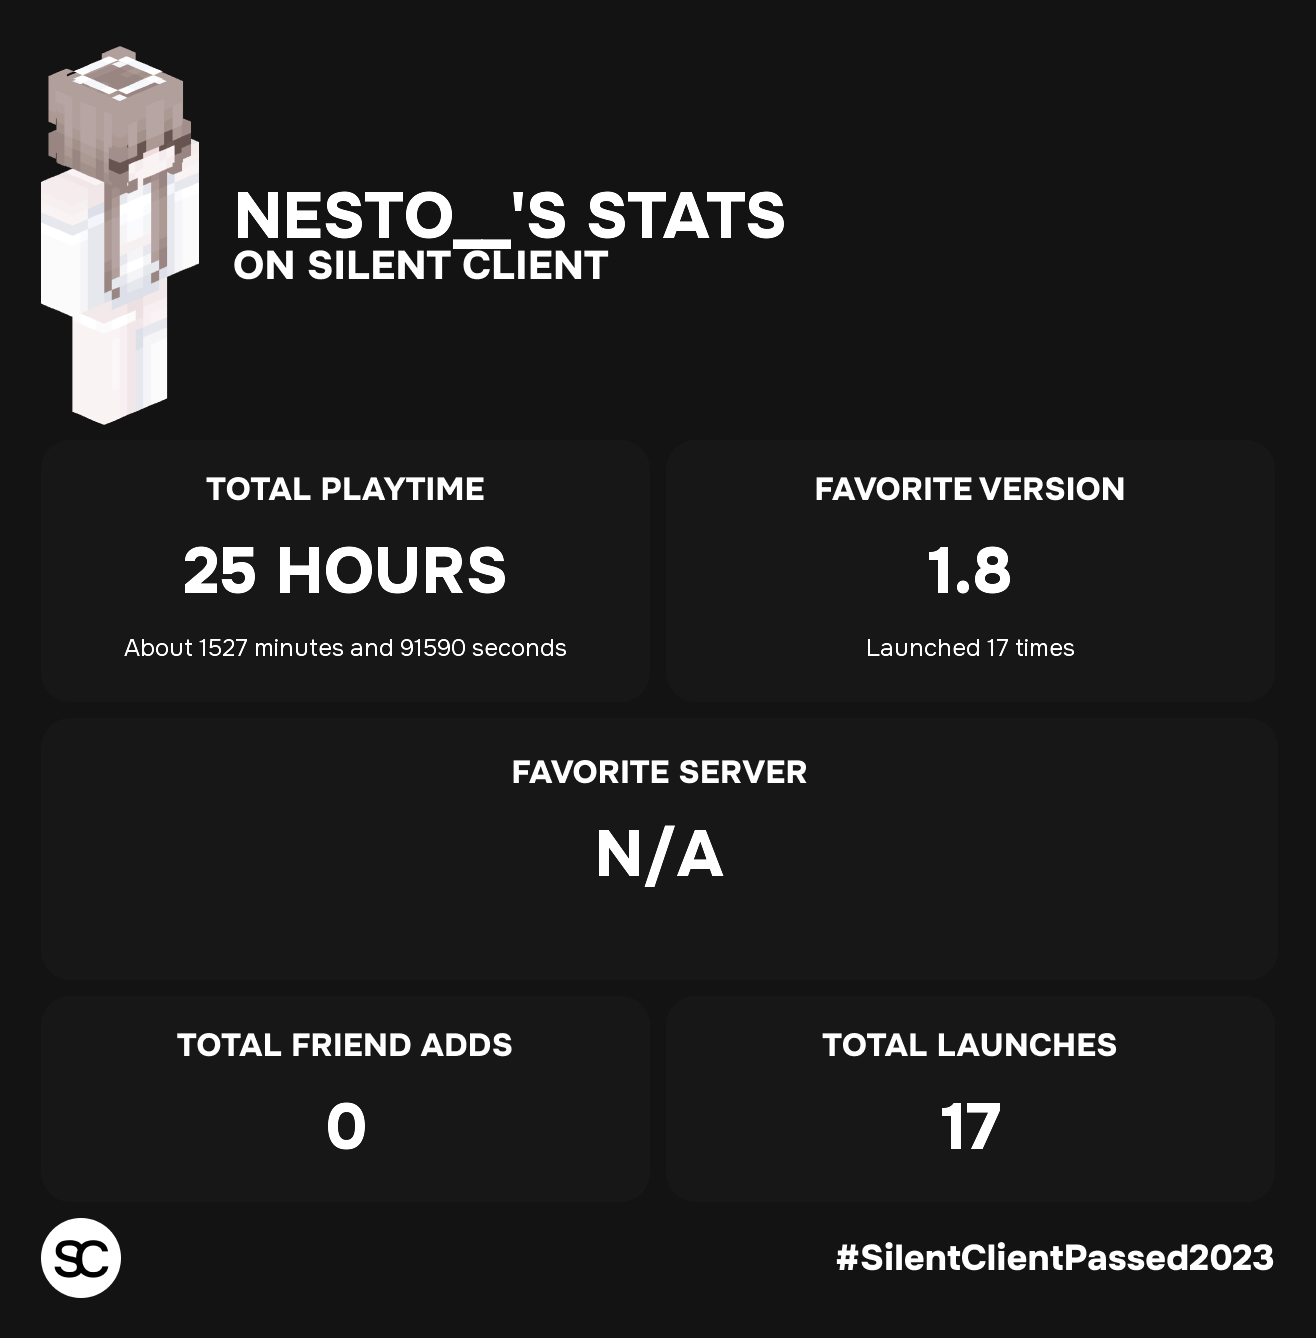 NESTO__'S STATS
ON SILENT CLIENT
TOTAL PLAYTIME
25 HOURS
About 1527 minutes and 91590 seconds
FAVORITE VERSION
1.8
Launched 17 times
FAVORITE SERVER
N/A
TOTAL FRIEND ADDS
0
TOTAL LAUNCHES
17
SC
#SilentClientPassed2023